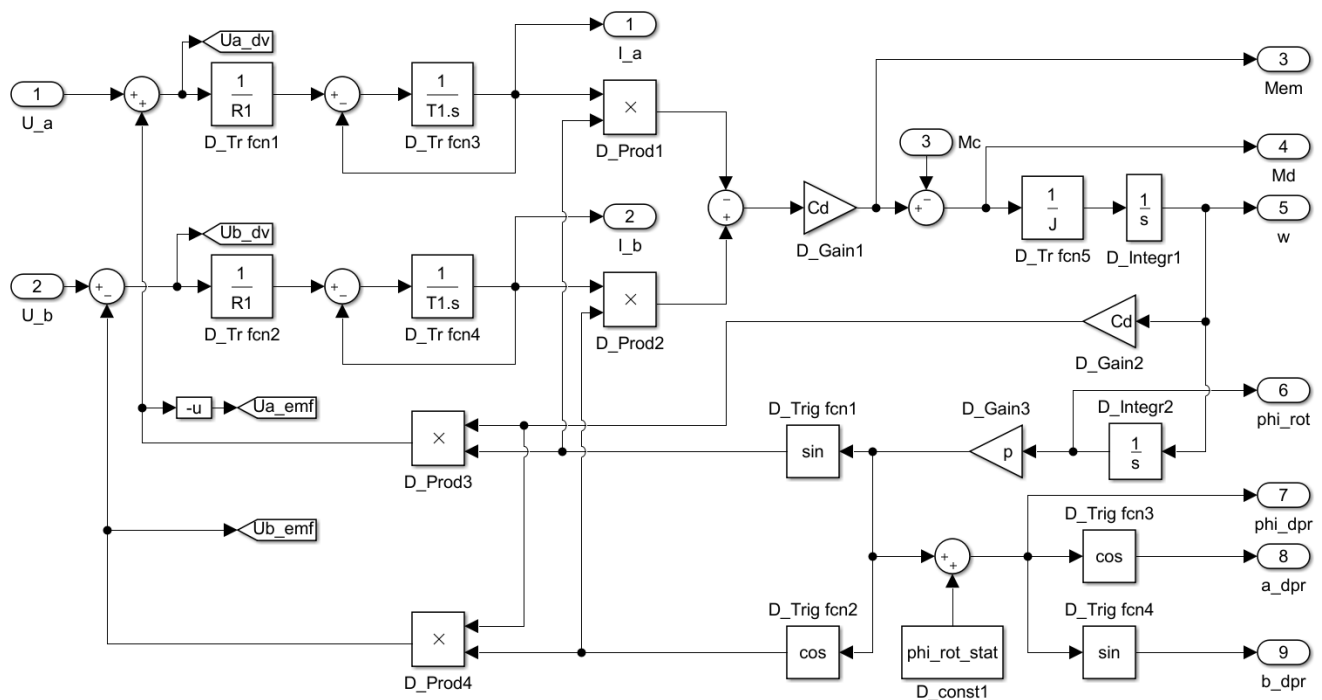 1
U_a
+
+
Ua_dv
1
R1
D_Tr fcn1
+
-
1
T1.s
D_Tr fcn3
1
I_a
×
D_Prod1
3
Mem
3
Mc
4
Md
-
+
Cd
D_Gain1
+
-
1
J
D_Tr fcn5
1
s
D_Integr1
5
w
2
U_b
+
-
Ub_dv
1
R1
D_Tr fcn2
+
-
1
T1.s
D_Tr fcn4
2
I_b
×
D_Prod2
Cd
D_Gain2
-u
Ua_emf
×
D_Prod3
D_Trig fcn1
sin
D_Gain3
p
D_Integr2
1
s
6
phi_rot
7
phi_dpr
Ub_emf
+
+
D_Trig fcn3
cos
8
a_dpr
×
D_Prod4
D_Trig fcn2
cos
phi_rot_stat
D_const1
D_Trig fcn4
sin
9
b_dpr